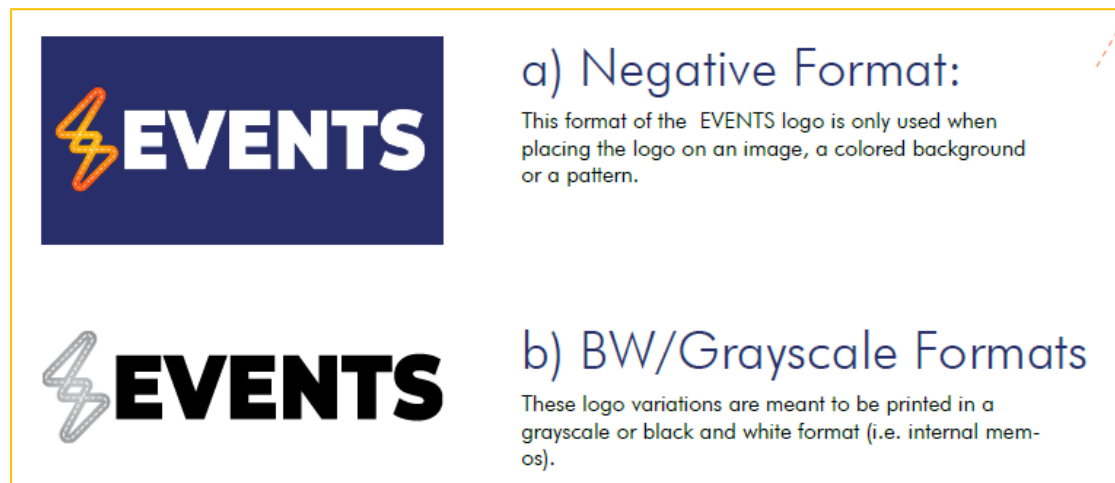 EVENTS
a) Negative Format:
This format of the EVENTS logo is only used when
placing the logo on an image, a colored background
or a pattern.
EVENTS
b) BW/Grayscale Formats
These logo variations are meant to be printed in a
grayscale or black and white format (i.e. internal mem-
os).